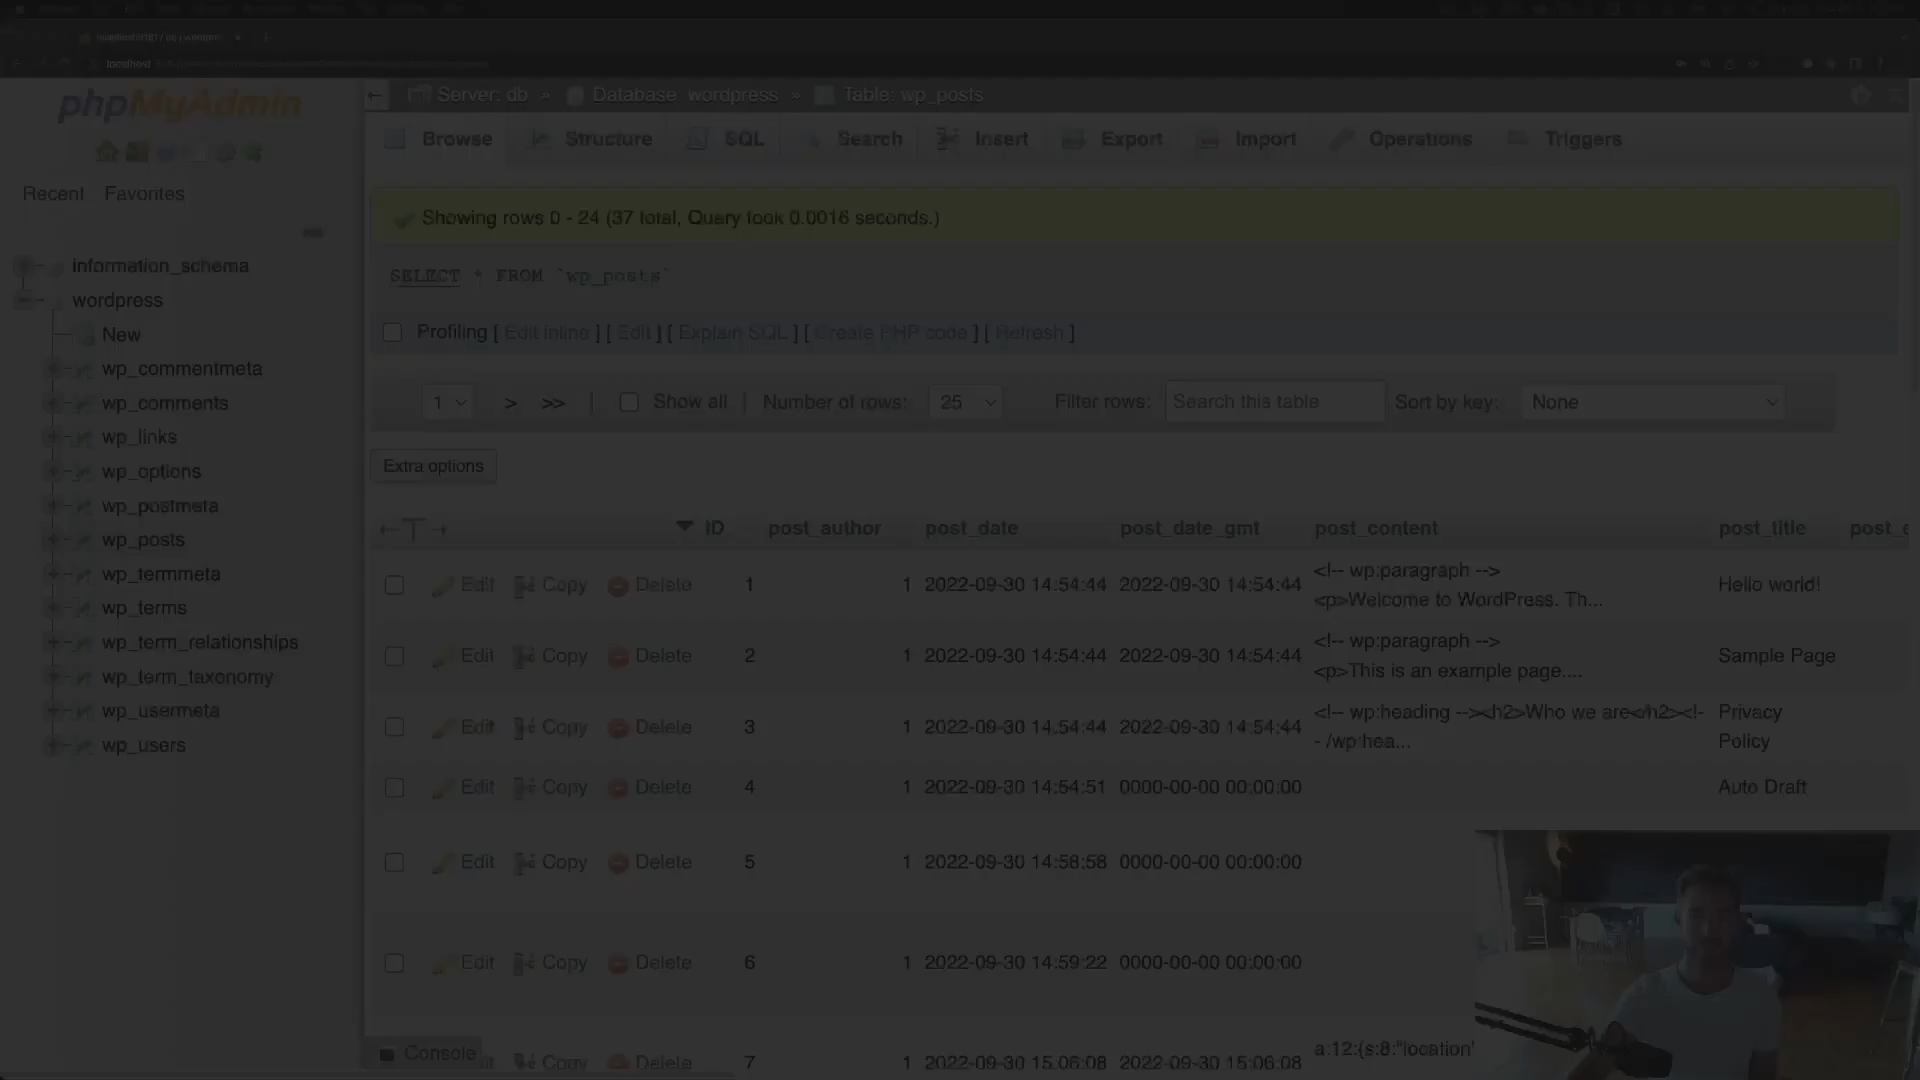 localhost
phpMyAdmin
Recent Favorites
information_schema
wordpress
New
wp_commentmeta
wp_comments
wp_links
wp_options
wp_postmeta
wp_posts
wp_termmeta
wp_terms
wp_term_relationships
wp_term_taxonomy
wp_usermeta
wp_users
Server: db » Database: wordpress » Table: wp_posts
Browse Structure SQL Search Insert Export Import Operations Triggers
Showing rows 0 - 24 (37 total, Query took 0.0016 seconds.)
SELECT * FROM `wp_posts`
Profiling [ Edit inline ] [ Edit ] [ Explain SQL ] [ Create PHP code ] [ Refresh ]
1 > >> | Show all | Number of rows: 25 Filter rows: Search this table Sort by key: None
Extra options
←T→ ID post_author post_date post_date_gmt post_content post_title
Edit Copy Delete 1 1 2022-09-30 14:54:44 2022-09-30 14:54:44 <!-- wp:paragraph --> Hello world!
<p>Welcome to WordPress. Th...
Edit Copy Delete 2 1 2022-09-30 14:54:44 2022-09-30 14:54:44 <!-- wp:paragraph --> Sample Page
<p>This is an example page....
Edit Copy Delete 3 1 2022-09-30 14:54:44 2022-09-30 14:54:44 <!-- wp:heading --><h2>Who we are</h2><!- Privacy
- /wp:hea... Policy
Edit Copy Delete 4 1 2022-09-30 14:54:51 0000-00-00 00:00:00 Auto Draft
Edit Copy Delete 5 1 2022-09-30 14:58:58 0000-00-00 00:00:00
Edit Copy Delete 6 1 2022-09-30 14:59:22 0000-00-00 00:00:00
Console Copy Delete 7 1 2022-09-30 15:06:08 2022-09-30 15:06:08 a:12:{s:8:"location"